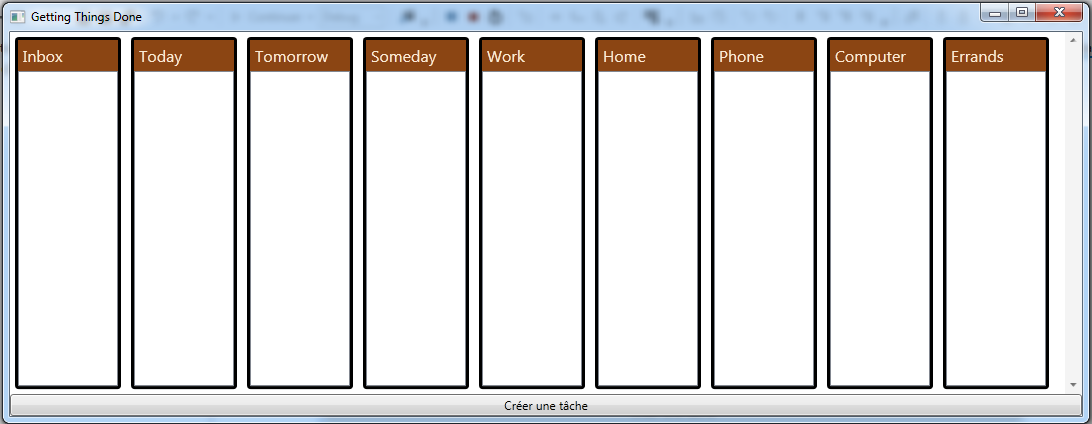 Getting Things Done
Inbox Today Tomorrow Someday Work Home Phone Computer Errands
Créer une tâche